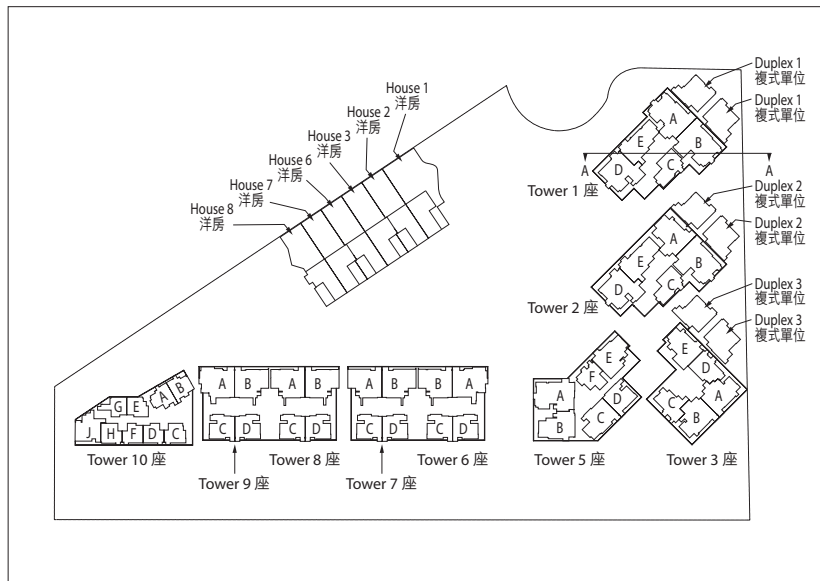 Duplex 1
複式單位
Duplex 1
複式單位
House 1
洋房
House 2
洋房
House 3
洋房
House 6
洋房
House 7
洋房
House 8
洋房
A
B
E
C
D
A
A
Tower 1 座
Duplex 2
複式單位
Duplex 2
複式單位
A
B
E
C
D
Tower 2 座
Duplex 3
複式單位
Duplex 3
複式單位
E
D
A
C
B
Tower 3 座
E
F
A
D
C
B
Tower 5 座
A
B
B
A
C
D
C
D
Tower 7 座
Tower 6 座
A
B
A
B
C
D
C
D
Tower 9 座
Tower 8 座
A
B
G
E
J
H
F
D
C
Tower 10 座